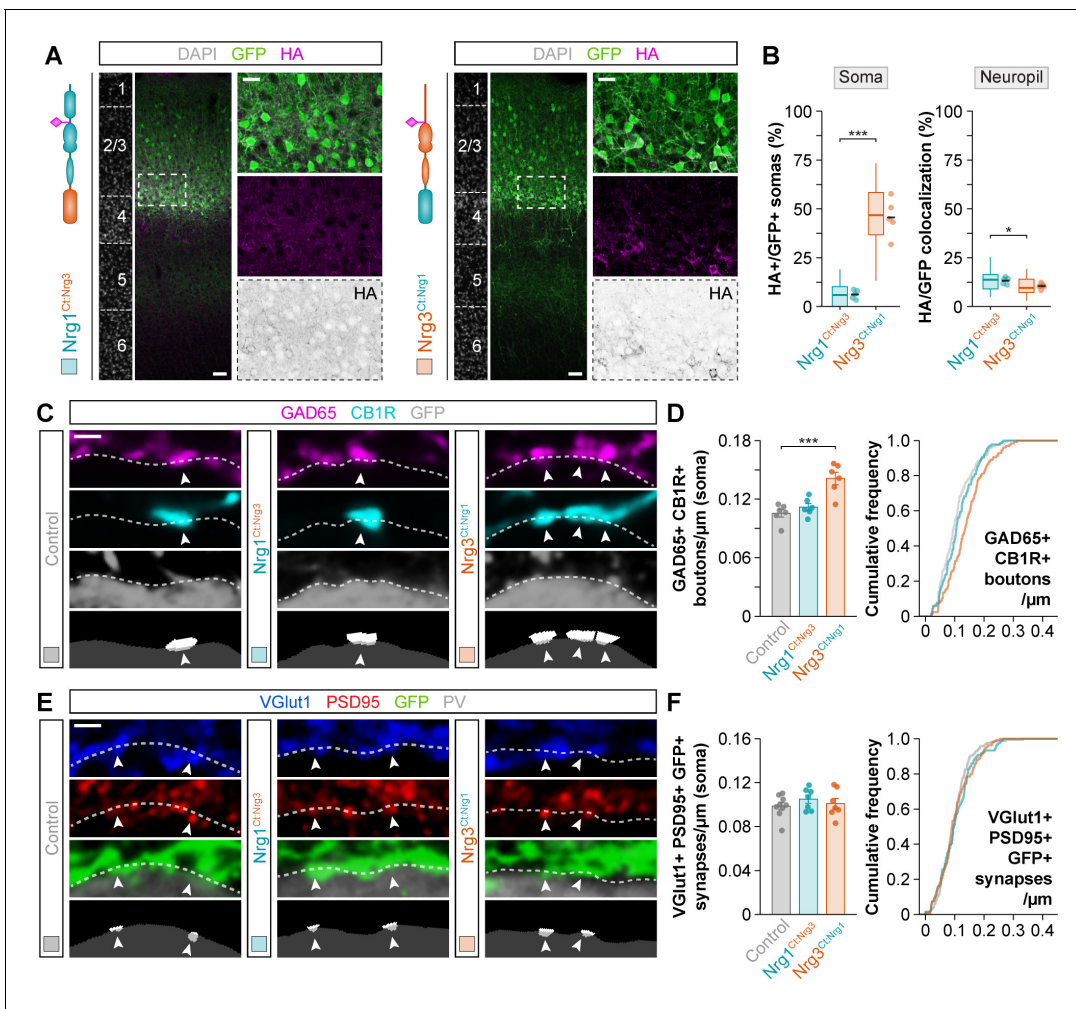 A
DAPI GFP HA
1
2/3
4
5
6
Nrg1Ct:Nrg3
HA
DAPI GFP HA
1
2/3
4
5
6
Nrg3Ct:Nrg1
HA
B
Soma
HA+/GFP+ somas (%)
100
75
50
25
0
***
Nrg1Ct:Nrg3
Nrg3Ct:Nrg1
Neuropil
HA/GFP colocalization (%)
100
75
50
25
0
*
Nrg1Ct:Nrg3
Nrg3Ct:Nrg1
C
GAD65 CB1R GFP
Control
Nrg1Ct:Nrg3
Nrg3Ct:Nrg1
D
GAD65+ CB1R+
boutons/µm (soma)
0.18
0.12
0.06
0
***
Control
Nrg1Ct:Nrg3
Nrg3Ct:Nrg1
Cumulative frequency
1.0
0.8
0.6
0.4
0.2
0
GAD65+
CB1R+
boutons
/µm
0 0.1 0.2 0.3 0.4
E
VGlut1 PSD95 GFP PV
Control
Nrg1Ct:Nrg3
Nrg3Ct:Nrg1
F
VGlut1+ PSD95+ GFP+
synapses/µm (soma)
0.16
0.12
0.08
0.04
0
Control
Nrg1Ct:Nrg3
Nrg3Ct:Nrg1
Cumulative frequency
1.0
0.8
0.6
0.4
0.2
0
VGlut1+
PSD95+
GFP+
synapses
/µm
0 0.1 0.2 0.3 0.4